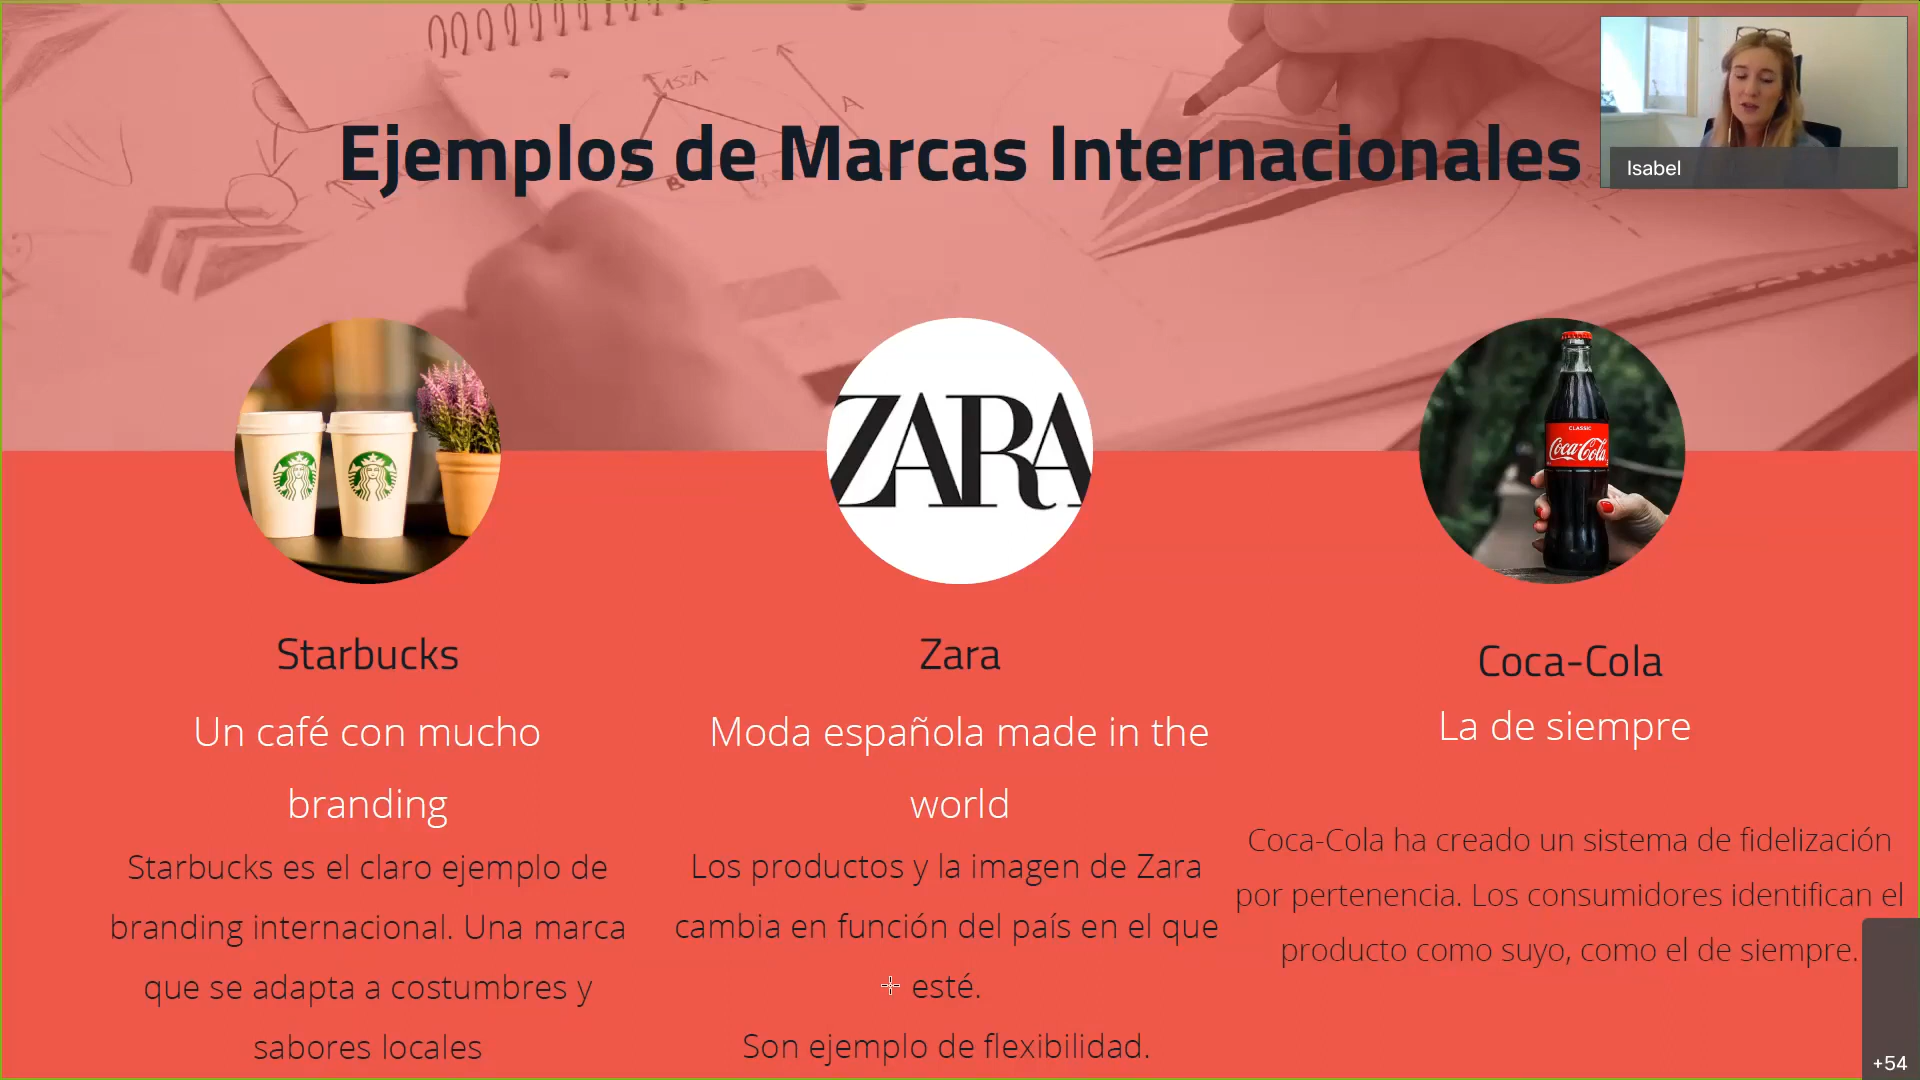 Ejemplos de Marcas Internacionales
Isabel
ZARA
CLASSIC
Coca-Cola
Starbucks
Un café con mucho
branding
Starbucks es el claro ejemplo de
branding internacional. Una marca
que se adapta a costumbres y
sabores locales
Zara
Moda española made in the
world
Los productos y la imagen de Zara
cambia en función del país en el que
esté.
Son ejemplo de flexibilidad.
Coca-Cola
La de siempre
Coca-Cola ha creado un sistema de fidelización
por pertenencia. Los consumidores identifican el
producto como suyo, como el de siempre.
+54